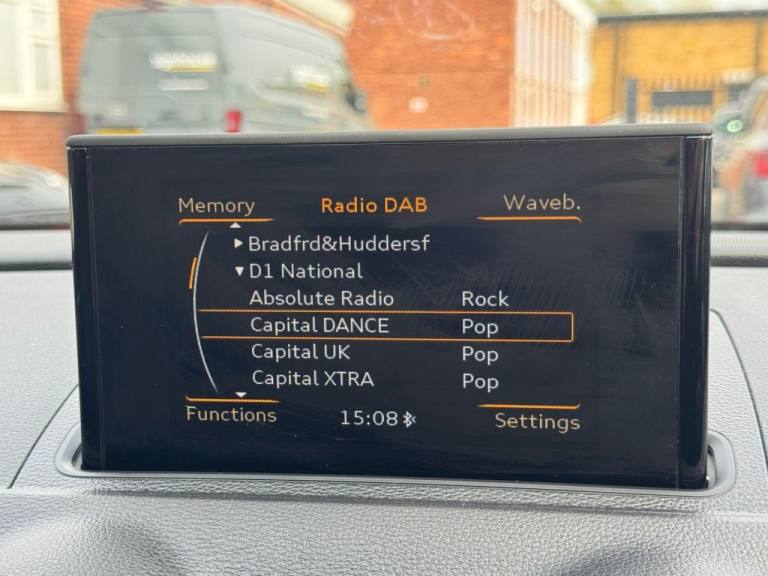 Memory Radio DAB Waveb.
Bradfrd&Huddersf
D1 National
Absolute Radio Rock
Capital DANCE Pop
Capital UK Pop
Capital XTRA Pop
Functions 15:08 Settings